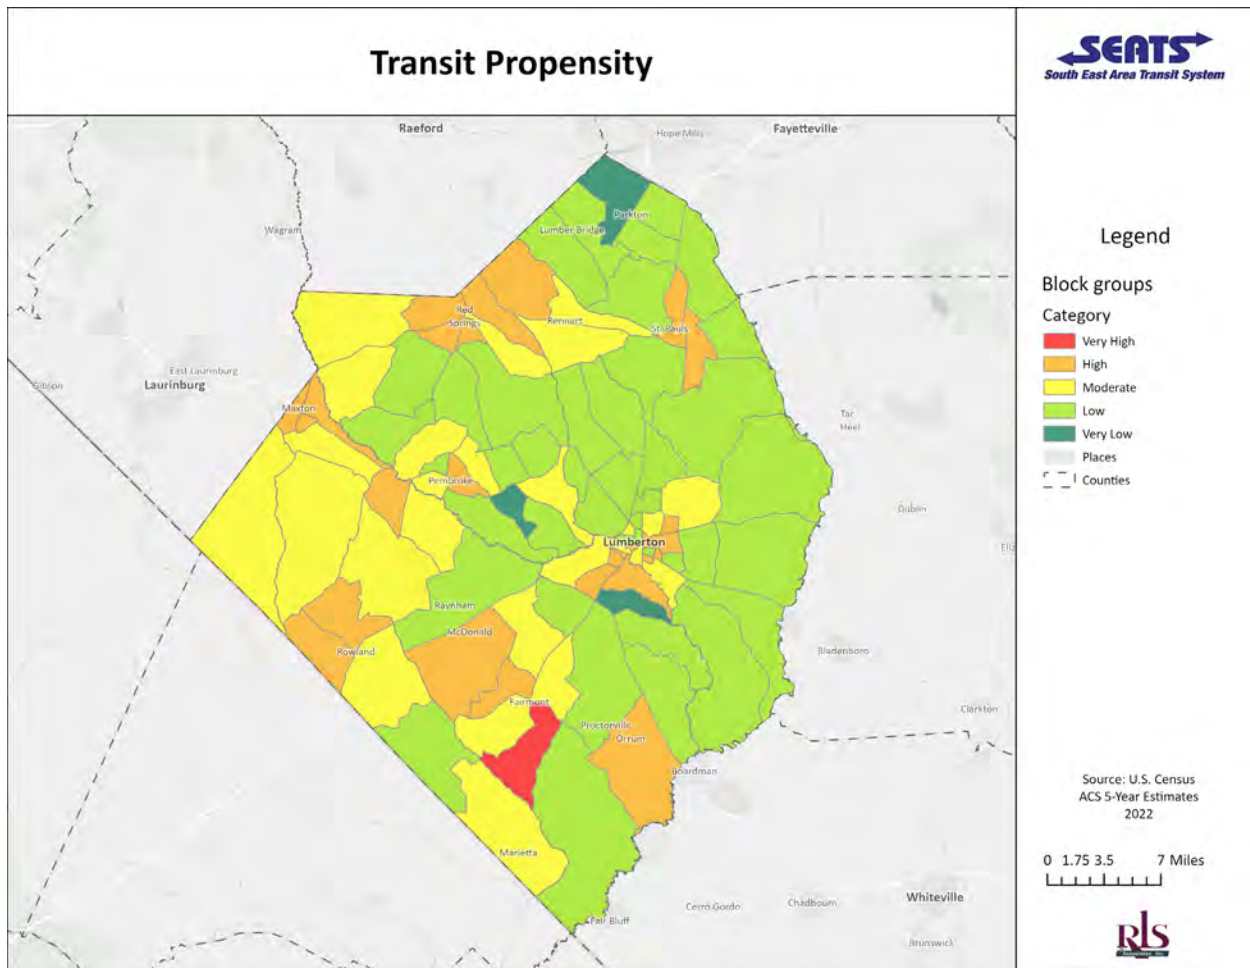 Transit Propensity
SEATS
South East Area Transit System
Raeford
Hope Mills
Fayetteville
Wagram
Parkton
Lumber Bridge
Red
Springs
Rennert
St. Pauls
East Laurinburg
Gibson
Laurinburg
Maxton
Tar
Heel
Pembroke
Dublin
Lumberton
Eliz
Raynham
McDonald
Rowland
Bladenboro
Fairmont
Clarkton
Proctorville
Orrum
Boardman
Marietta
Fair Bluff
Cerro Gordo
Chadbourn
Whiteville
Brunswick
Legend
Block groups
Category
Very High
High
Moderate
Low
Very Low
Places
Counties
Source: U.S. Census
ACS 5-Year Estimates
2022
0 1.75 3.5 7 Miles
RLS
Associates, Inc.